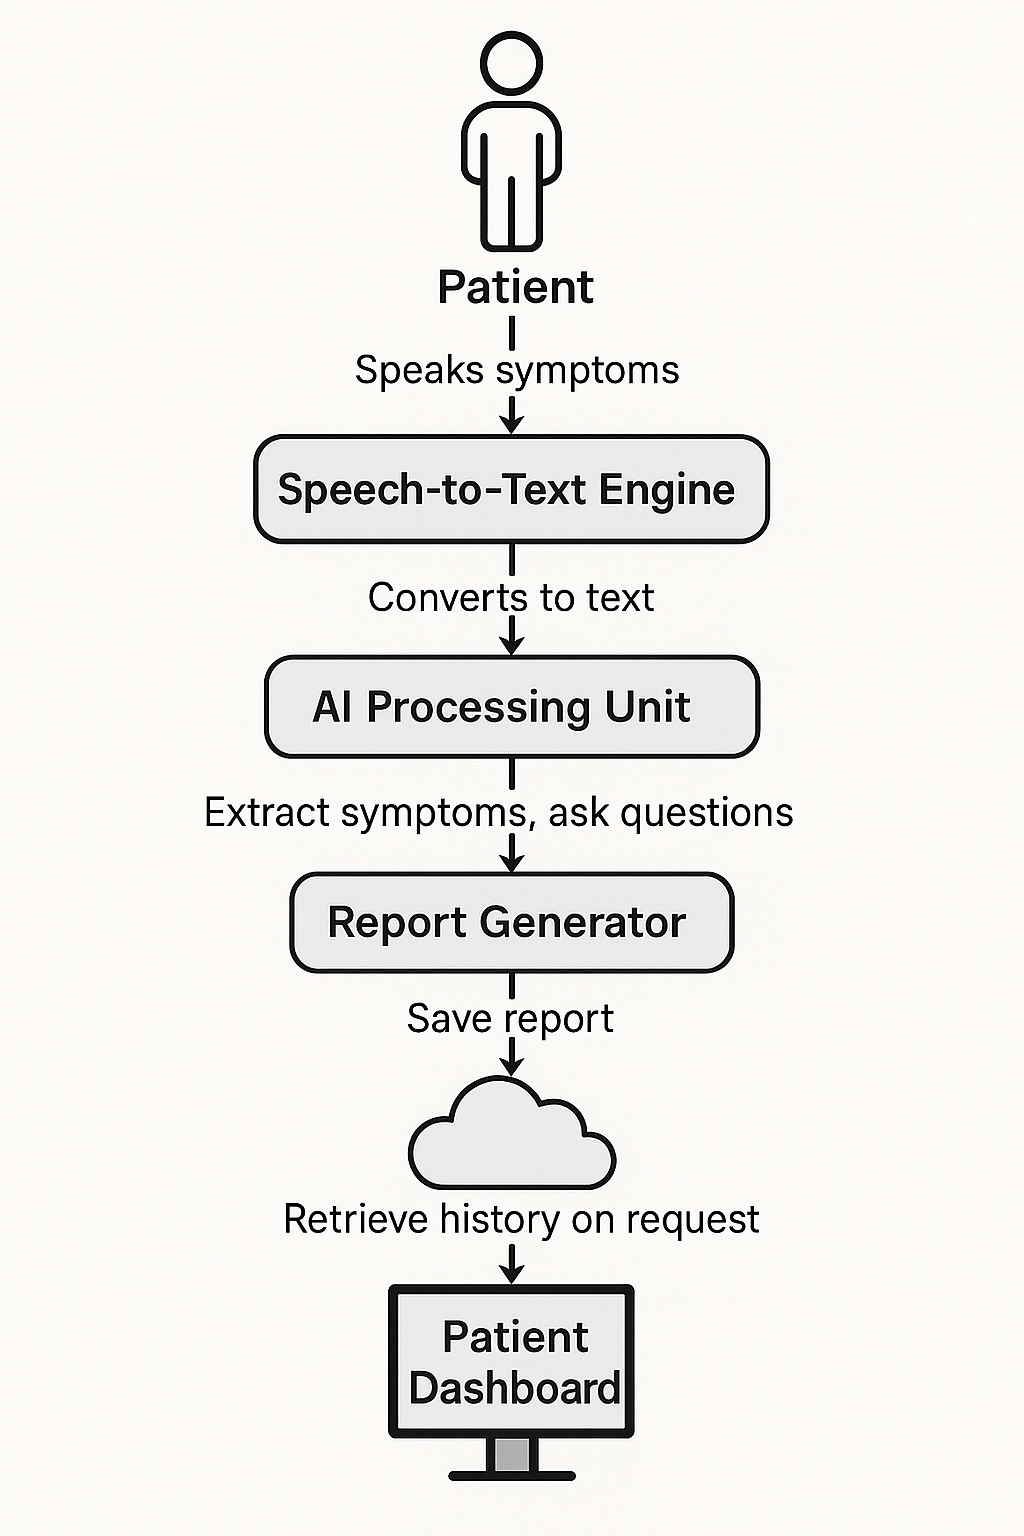 Patient
Speaks symptoms
Speech-to-Text Engine
Converts to text
AI Processing Unit
Extract symptoms, ask questions
Report Generator
Save report
Retrieve history on request
Patient
Dashboard